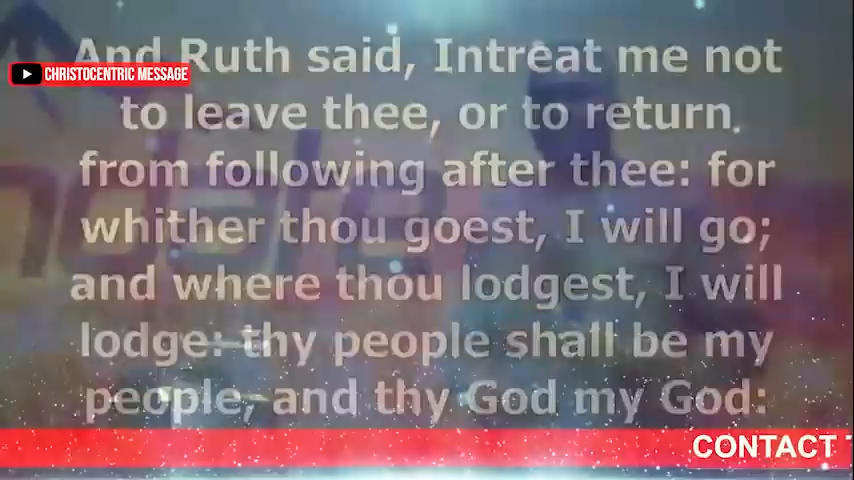 And Ruth said, Intreat me not
CHRISTOCENTRIC MESSAGE
to leave thee, or to return
from following after thee: for
whither thou goest, I will go;
and where thou lodgest, I will
lodge: thy people shall be my
people, and thy God my God:
CONTACT